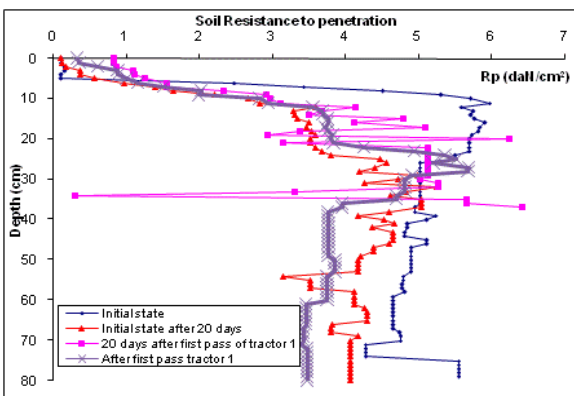 Soil Resistance to penetration
0 1 2 3 4 5 6 7
Rp (daN/cm²)
0
10
20
30
40
50
60
70
80
Depth (cm)
Initial state
Initial state after 20 days
20 days after first pass of tractor 1
After first pass tractor 1